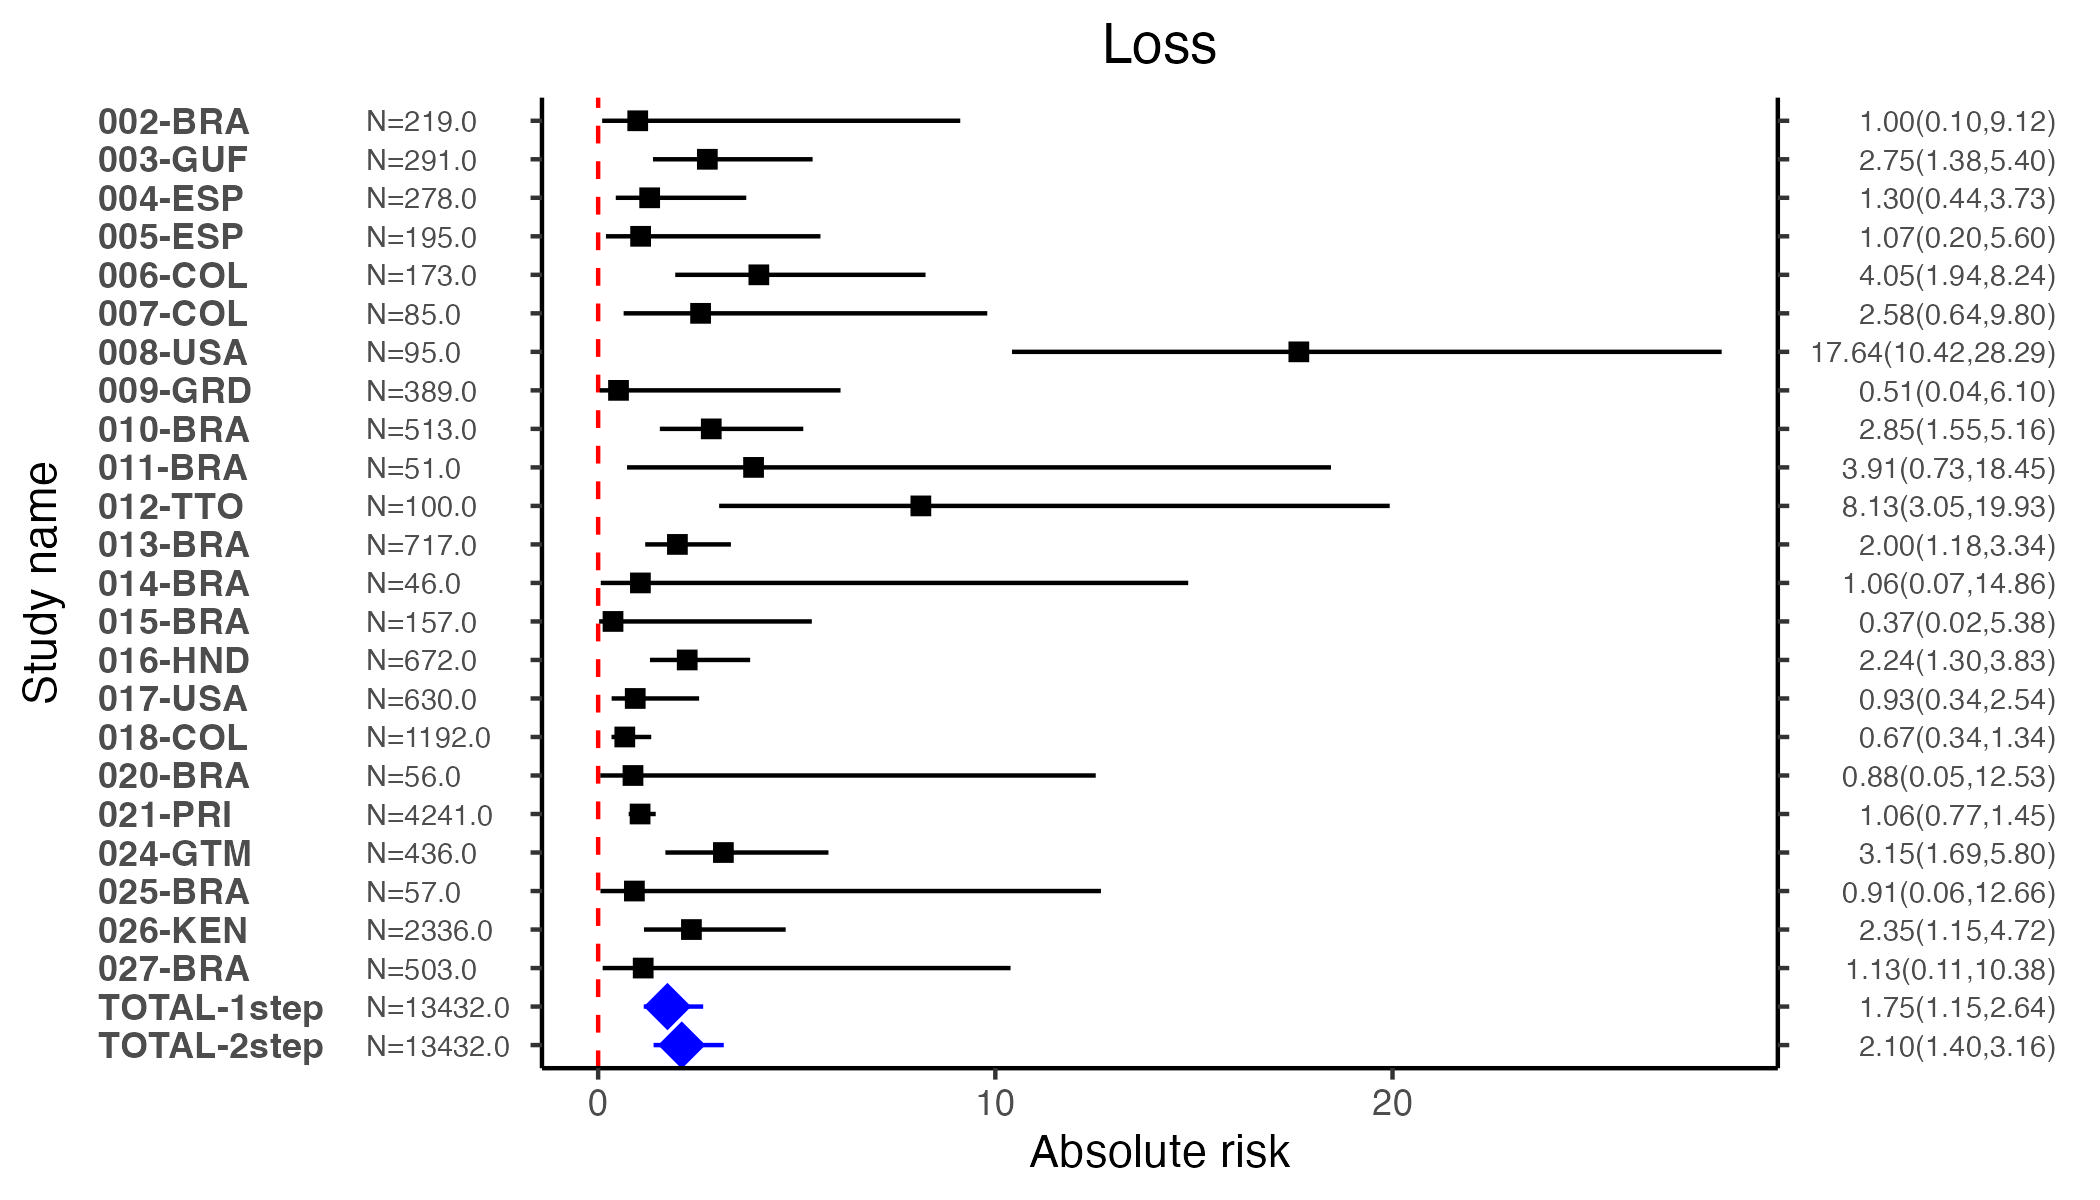 Loss
Study name
002-BRA N=219.0 1.00(0.10,9.12)
003-GUF N=291.0 2.75(1.38,5.40)
004-ESP N=278.0 1.30(0.44,3.73)
005-ESP N=195.0 1.07(0.20,5.60)
006-COL N=173.0 4.05(1.94,8.24)
007-COL N=85.0 2.58(0.64,9.80)
008-USA N=95.0 17.64(10.42,28.29)
009-GRD N=389.0 0.51(0.04,6.10)
010-BRA N=513.0 2.85(1.55,5.16)
011-BRA N=51.0 3.91(0.73,18.45)
012-TTO N=100.0 8.13(3.05,19.93)
013-BRA N=717.0 2.00(1.18,3.34)
014-BRA N=46.0 1.06(0.07,14.86)
015-BRA N=157.0 0.37(0.02,5.38)
016-HND N=672.0 2.24(1.30,3.83)
017-USA N=630.0 0.93(0.34,2.54)
018-COL N=1192.0 0.67(0.34,1.34)
020-BRA N=56.0 0.88(0.05,12.53)
021-PRI N=4241.0 1.06(0.77,1.45)
024-GTM N=436.0 3.15(1.69,5.80)
025-BRA N=57.0 0.91(0.06,12.66)
026-KEN N=2336.0 2.35(1.15,4.72)
027-BRA N=503.0 1.13(0.11,10.38)
TOTAL-1step N=13432.0 1.75(1.15,2.64)
TOTAL-2step N=13432.0 2.10(1.40,3.16)
0 10 20
Absolute risk